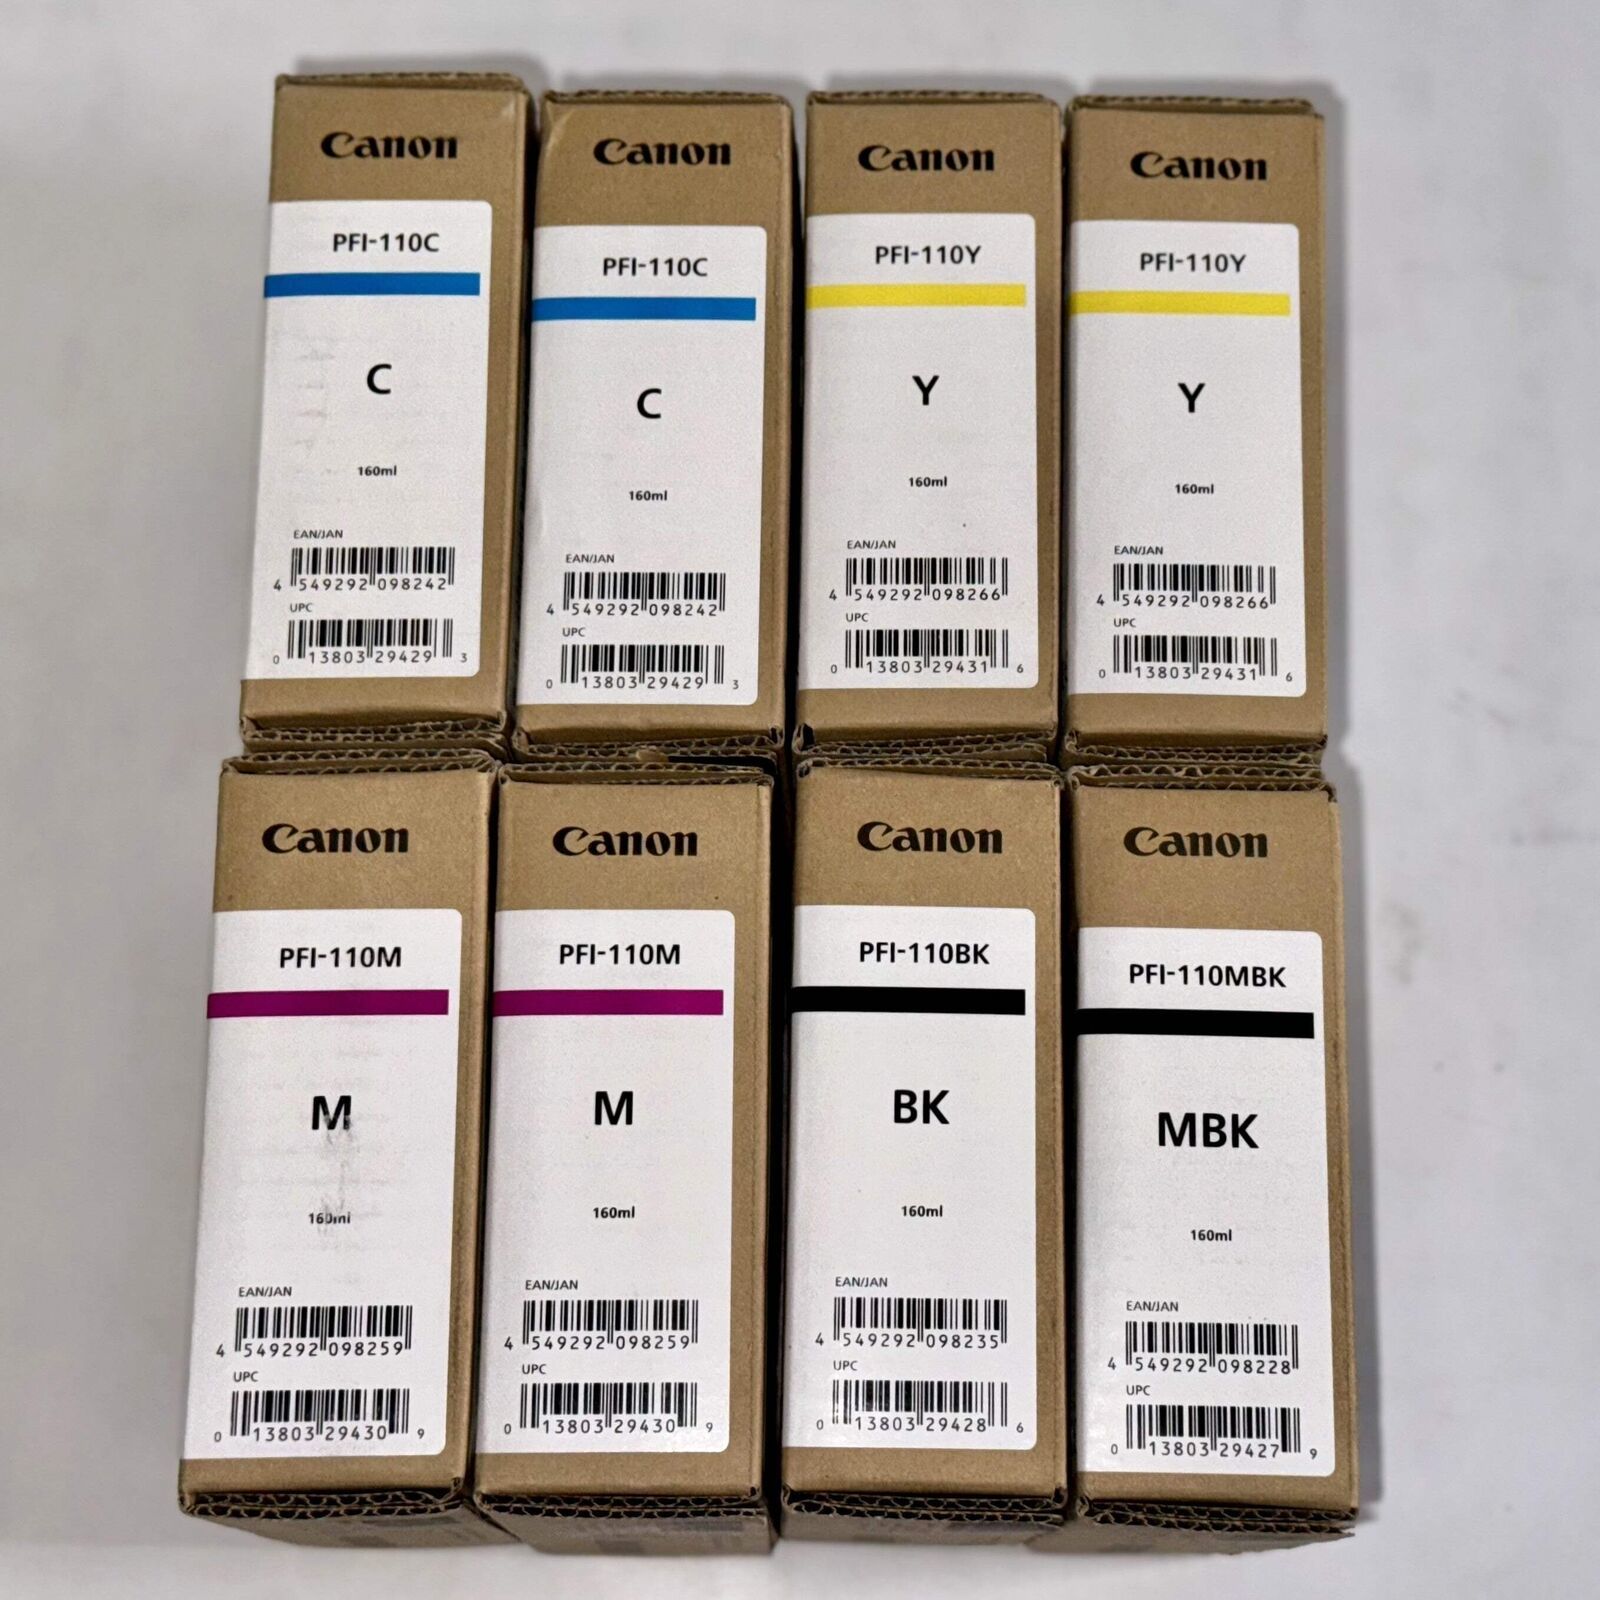 Canon
PFI-110C
C
160ml
EAN/JAN
4 549292 098242
UPC
0 13803 29429 3
Canon
PFI-110C
C
160ml
EAN/JAN
4 549292 098242
UPC
0 13803 29429 3
Canon
PFI-110Y
Y
160ml
EAN/JAN
4 549292 098266
UPC
0 13803 29431 6
Canon
PFI-110Y
Y
160ml
EAN/JAN
4 549292 098266
UPC
0 13803 29431 6
Canon
PFI-110M
M
160ml
EAN/JAN
4 549292 098259
UPC
0 13803 29430 9
Canon
PFI-110M
M
160ml
EAN/JAN
4 549292 098259
UPC
0 13803 29430 9
Canon
PFI-110BK
BK
160ml
EAN/JAN
4 549292 098235
UPC
0 13803 29428 6
Canon
PFI-110MBK
MBK
160ml
EAN/JAN
4 549292 098228
UPC
0 13803 29427 9